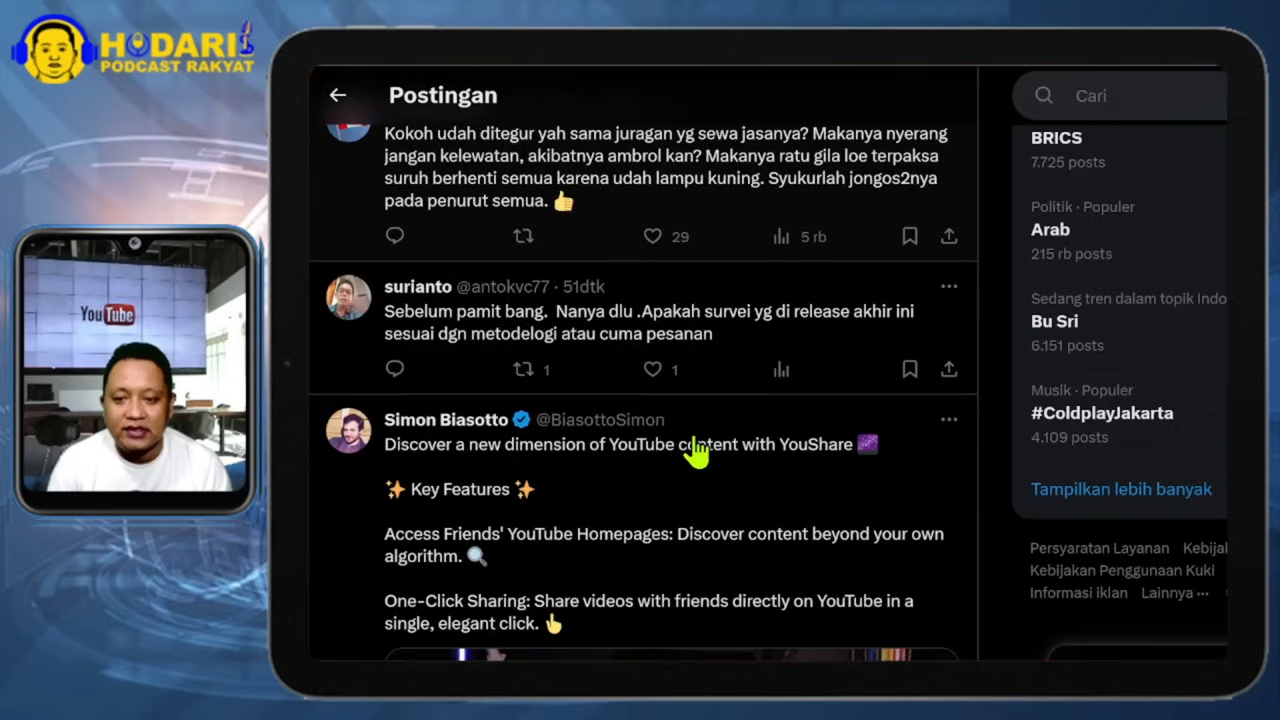 HODARI
PODCAST RAKYAT
YouTube
Postingan
Kokoh udah ditegur yah sama juragan yg sewa jasanya? Makanya nyerang
jangan kelewatan, akibatnya ambrol kan? Makanya ratu gila loe terpaksa
suruh berhenti semua karena udah lampu kuning. Syukurlah jongos2nya
pada penurut semua. 👍
29
5 rb
surianto @antokvc77 · 51dtk
Sebelum pamit bang. Nanya dlu .Apakah survei yg di release akhir ini
sesuai dgn metodelogi atau cuma pesanan
1
1
Simon Biasotto @BiasottoSimon
Discover a new dimension of YouTube content with YouShare 🌌
✨ Key Features ✨
Access Friends' YouTube Homepages: Discover content beyond your own
algorithm. 🔍
One-Click Sharing: Share videos with friends directly on YouTube in a
single, elegant click. 👆
Cari
BRICS
7.725 posts
Politik · Populer
Arab
215 rb posts
Sedang tren dalam topik Indo
Bu Sri
6.151 posts
Musik · Populer
#ColdplayJakarta
4.109 posts
Tampilkan lebih banyak
Persyaratan Layanan Kebijal
Kebijakan Penggunaan Kuki
Informasi iklan Lainnya ···